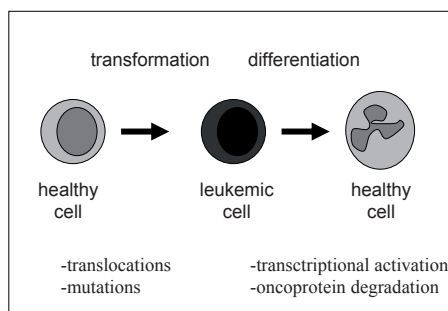 transformation differentiation
healthy cell
leukemic cell
healthy cell
-translocations
-mutations
-transctriptional activation
-oncoprotein degradation